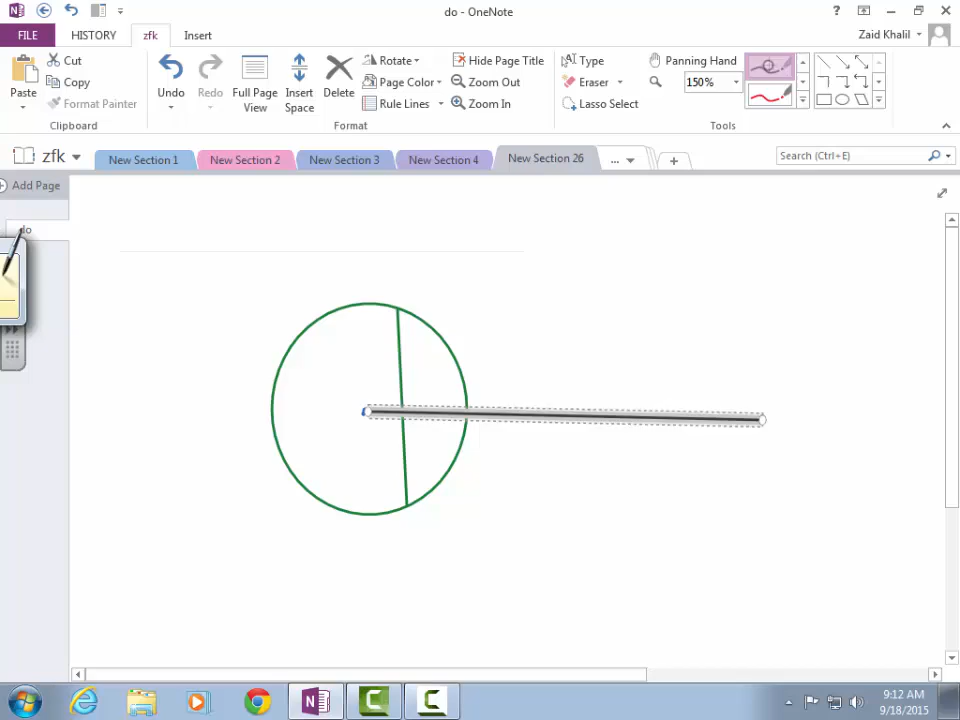 do - OneNote
Zaid Khalil
FILE
HISTORY
zfk
Insert
Paste
Cut
Copy
Format Painter
Clipboard
Undo
Redo
Full Page View
Insert Space
Delete
Rotate
Page Color
Rule Lines
Hide Page Title
Zoom Out
Zoom In
Format
Type
Eraser
Lasso Select
Panning Hand
150%
Tools
zfk
New Section 1
New Section 2
New Section 3
New Section 4
New Section 26
...
Search (Ctrl+E)
Add Page
do
9:12 AM
9/18/2015